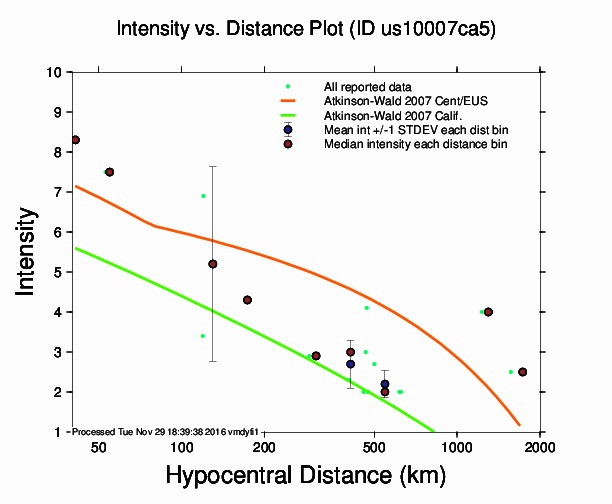 Intensity vs. Distance Plot (ID us10007ca5)
All reported data
Atkinson-Wald 2007 Cent/EUS
Atkinson-Wald 2007 Calif.
Mean int +/-1 STDEV each dist bin
Median intensity each distance bin
10
9
8
7
6
5
4
3
2
1
Intensity
Processed Tue Nov 29 18:39:38 2016 vmdyfi1
50 100 200 500 1000 2000
Hypocentral Distance (km)